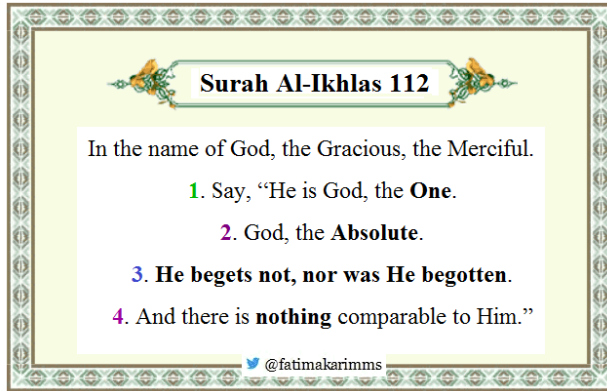 Surah Al-Ikhlas 112
In the name of God, the Gracious, the Merciful.
1. Say, “He is God, the One.
2. God, the Absolute.
3. He begets not, nor was He begotten.
4. And there is nothing comparable to Him.”
@fatimakarimms